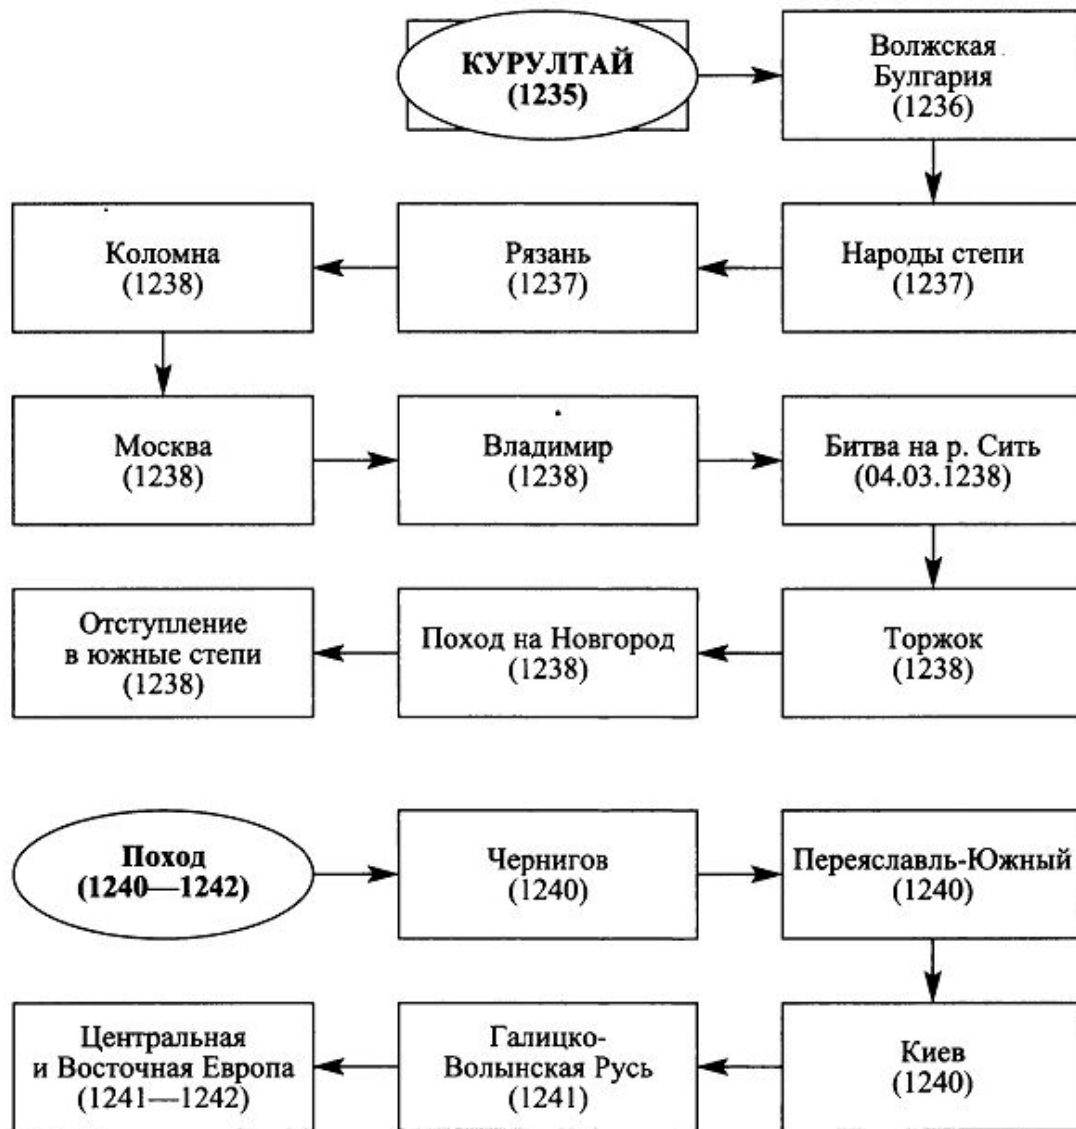 КУРУЛТАЙ
(1235)
Волжская
Булгария
(1236)
Коломна
(1238)
Рязань
(1237)
Народы степи
(1237)
Москва
(1238)
Владимир
(1238)
Битва на р. Сить
(04.03.1238)
Отступление
в южные степи
(1238)
Поход на Новгород
(1238)
Торжок
(1238)
Поход
(1240—1242)
Чернигов
(1240)
Переяславль-Южный
(1240)
Центральная
и Восточная Европа
(1241—1242)
Галицко-
Волынская Русь
(1241)
Киев
(1240)